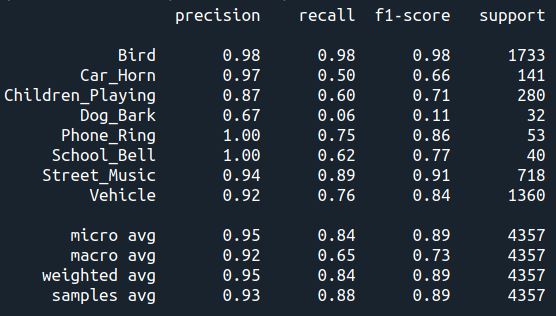 precision recall f1-score support
Bird 0.98 0.98 0.98 1733
Car_Horn 0.97 0.50 0.66 141
Children_Playing 0.87 0.60 0.71 280
Dog_Bark 0.67 0.06 0.11 32
Phone_Ring 1.00 0.75 0.86 53
School_Bell 1.00 0.62 0.77 40
Street_Music 0.94 0.89 0.91 718
Vehicle 0.92 0.76 0.84 1360
micro avg 0.95 0.84 0.89 4357
macro avg 0.92 0.65 0.73 4357
weighted avg 0.95 0.84 0.89 4357
samples avg 0.93 0.88 0.89 4357